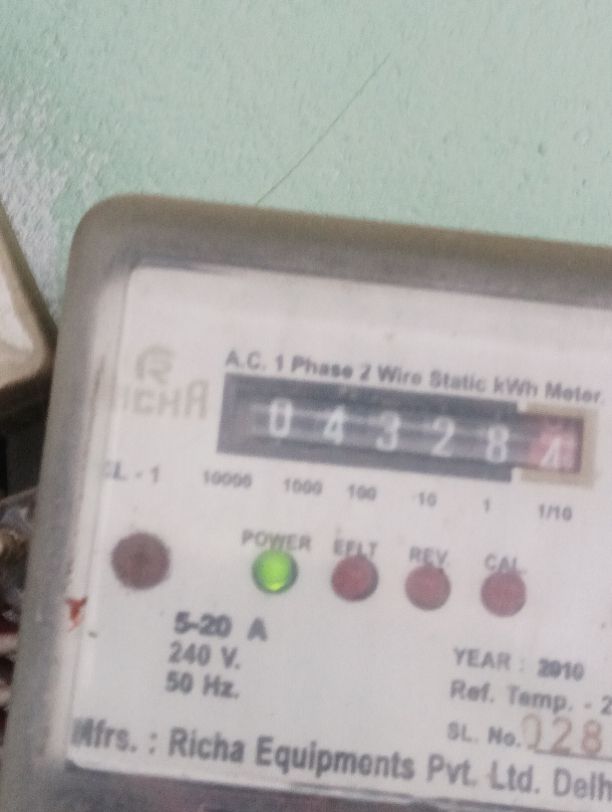 A.C. 1 Phase 2 Wire Static kWh Meter.
RICHA
0 4 3 2 8 4
CL - 1
10000 1000 100 10 1 1/10
POWER EFLT REV. CAL
5-20 A
240 V.
50 Hz.
YEAR : 2010
Ref. Temp. - 2
SL. No. 028
Mfrs. : Richa Equipments Pvt. Ltd. Delh